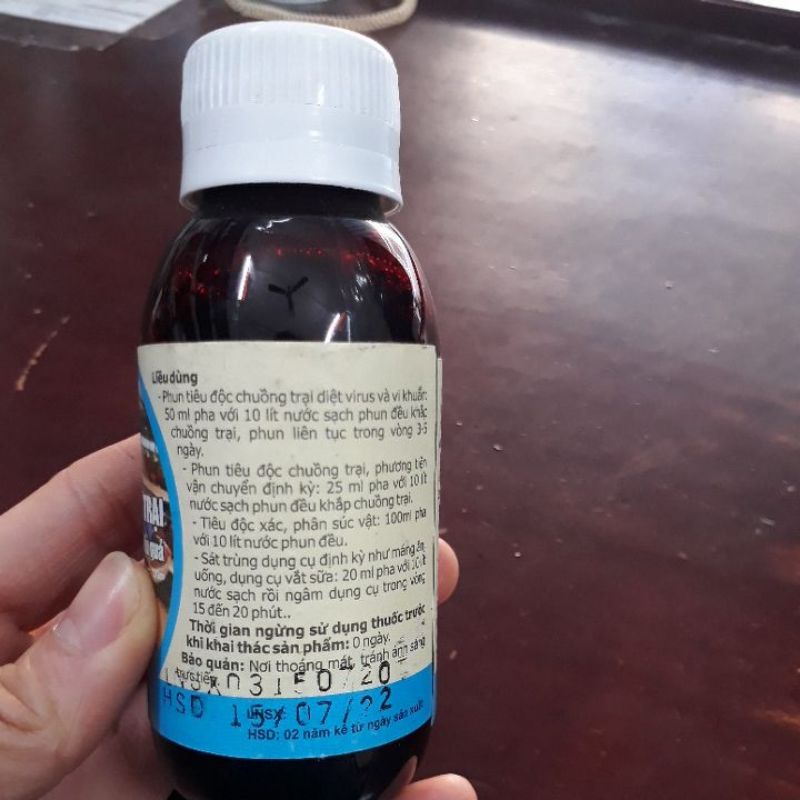 Liều dùng
- Phun tiêu độc chuồng trại diệt virus và vi khuẩn:
50 ml pha với 10 lít nước sạch phun đều khắc
chuồng trại, phun liên tục trong vòng 3-5
ngày.
- Phun tiêu độc chuồng trại, phương tiện
vận chuyển định kỳ: 25 ml pha với 10 lít
nước sạch phun đều khắp chuồng trại.
- Tiêu độc xác, phân súc vật: 100ml pha
với 10 lít nước phun đều.
- Sát trùng dụng cụ định kỳ như máng ăn,
uống, dụng cụ vắt sữa: 20 ml pha với 10 lít
nước sạch rồi ngâm dụng cụ trong vòng
15 đến 20 phút..
Thời gian ngừng sử dụng thuốc trước
khi khai thác sản phẩm: 0 ngày.
Bảo quản: Nơi thoáng mát, tránh ánh sáng
trực tiếp.
HSD 15/07/22
HSD: 02 năm kể từ ngày sản xuất
TRẠI
quả